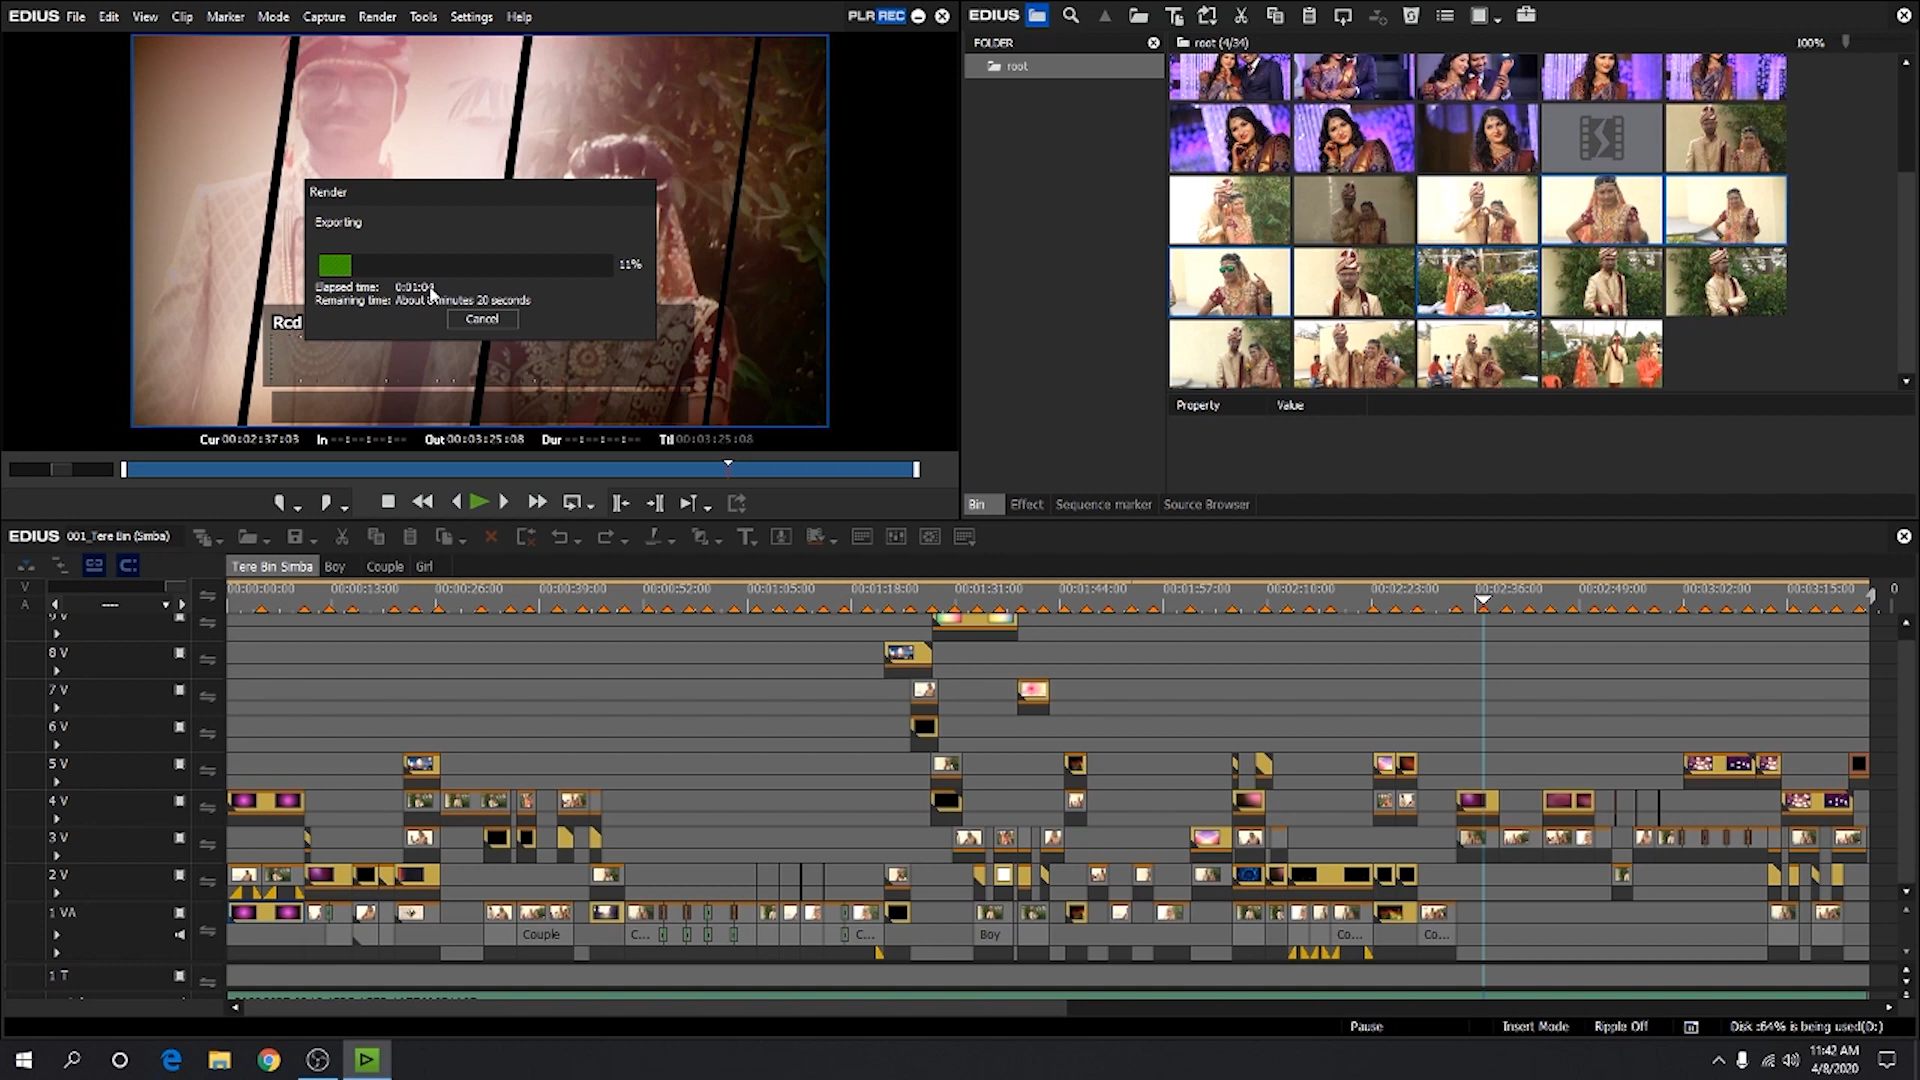 EDIUS File Edit View Clip Marker Mode Capture Render Tools Settings Help PLR REC
Render
Exporting
11%
Elapsed time: 0:01:04
Remaining time: About minutes 20 seconds
Cancel
Rcd
Cur 00:02:37:03 In --:--:--:-- Out 00:03:25:08 Dur --:--:--:-- Ttl 00:03:25:08
EDIUS
FOLDER
root
root (4/34) 100%
Property Value
Bin Effect Sequence marker Source Browser
EDIUS 001_Tere Bin (Simba)
Tere Bin Simba Boy Couple Girl
V
A
00:00:00:00 00:00:13:00 00:00:26:00 00:00:39:00 00:00:52:00 00:01:05:00 00:01:18:00 00:01:31:00 00:01:44:00 00:01:57:00 00:02:10:00 00:02:23:00 00:02:36:00 00:02:49:00 00:03:02:00 00:03:15:00 0
9 V
8 V
7 V
6 V
5 V
4 V
3 V
2 V
1 VA
Couple C... C... Boy Co... Co...
1 T
Pause Insert Mode Ripple Off Disk :64% is being used(D:)
11:42 AM
4/8/2020